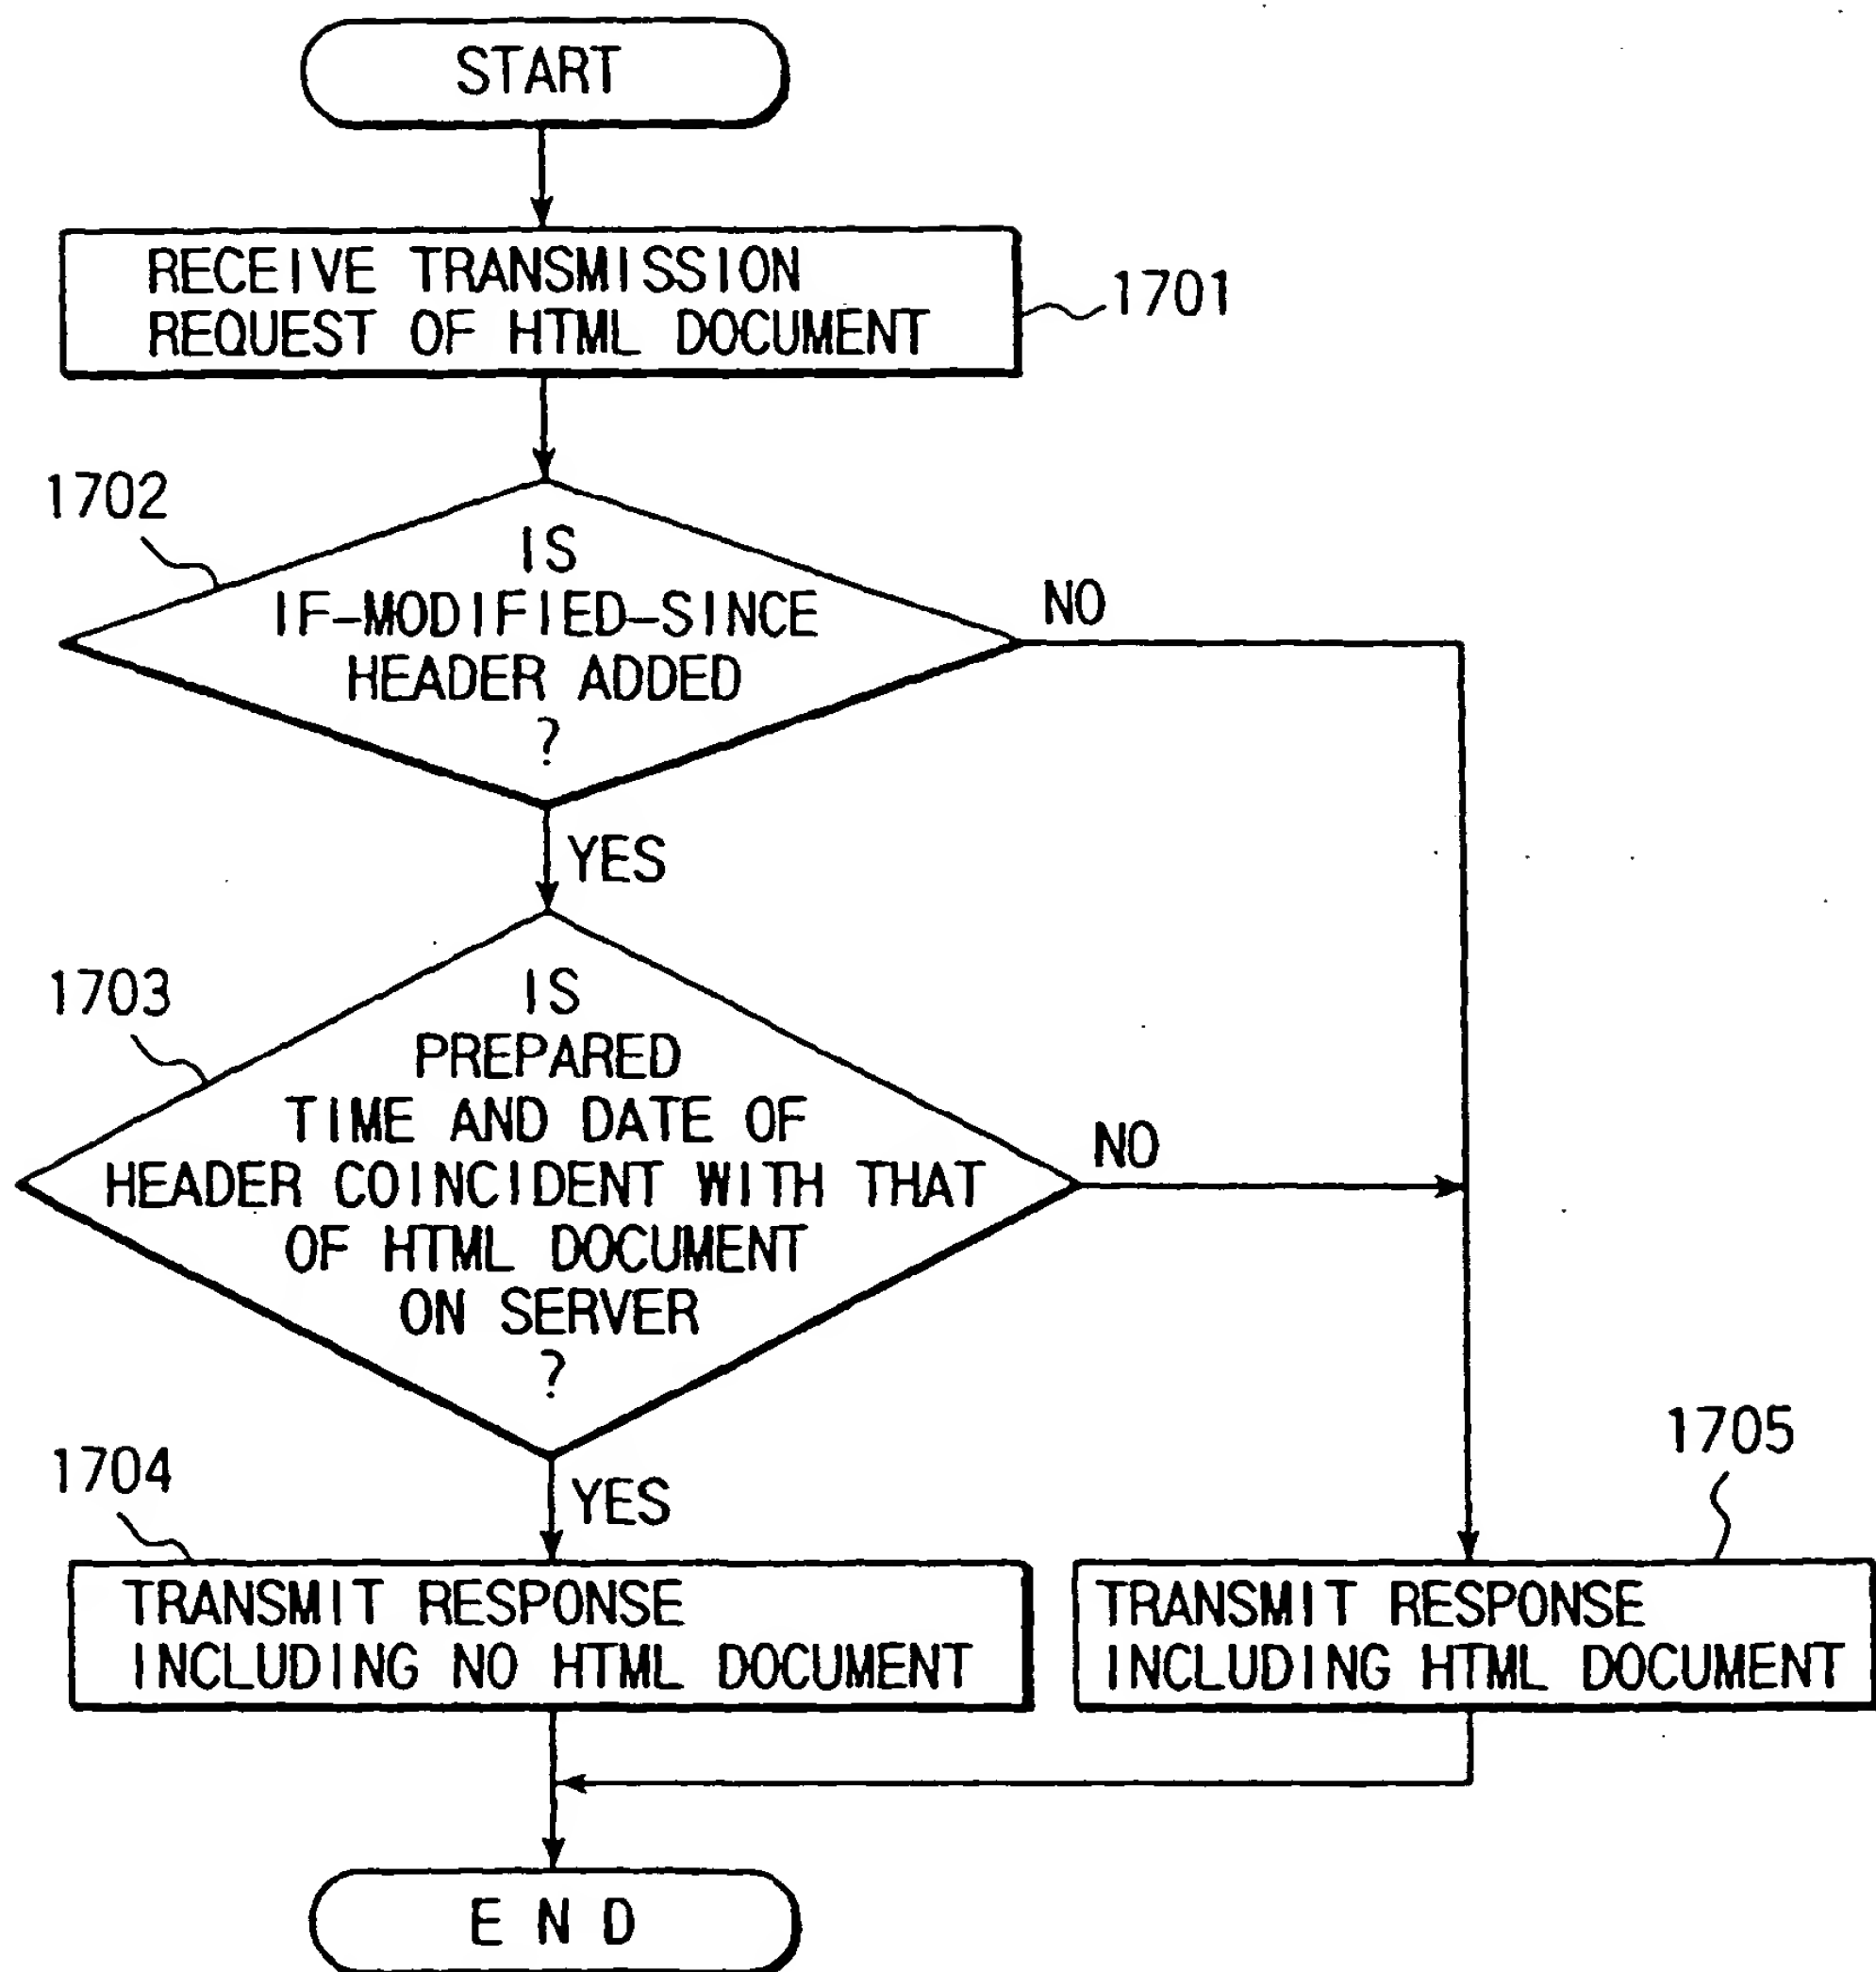 START
RECEIVE TRANSMISSION
REQUEST OF HTML DOCUMENT
1701
1702
IS
IF-MODIFIED-SINCE
HEADER ADDED
?
NO
YES
1703
IS
PREPARED
TIME AND DATE OF
HEADER COINCIDENT WITH THAT
OF HTML DOCUMENT
ON SERVER
?
NO
YES
1704
TRANSMIT RESPONSE
INCLUDING NO HTML DOCUMENT
1705
TRANSMIT RESPONSE
INCLUDING HTML DOCUMENT
END